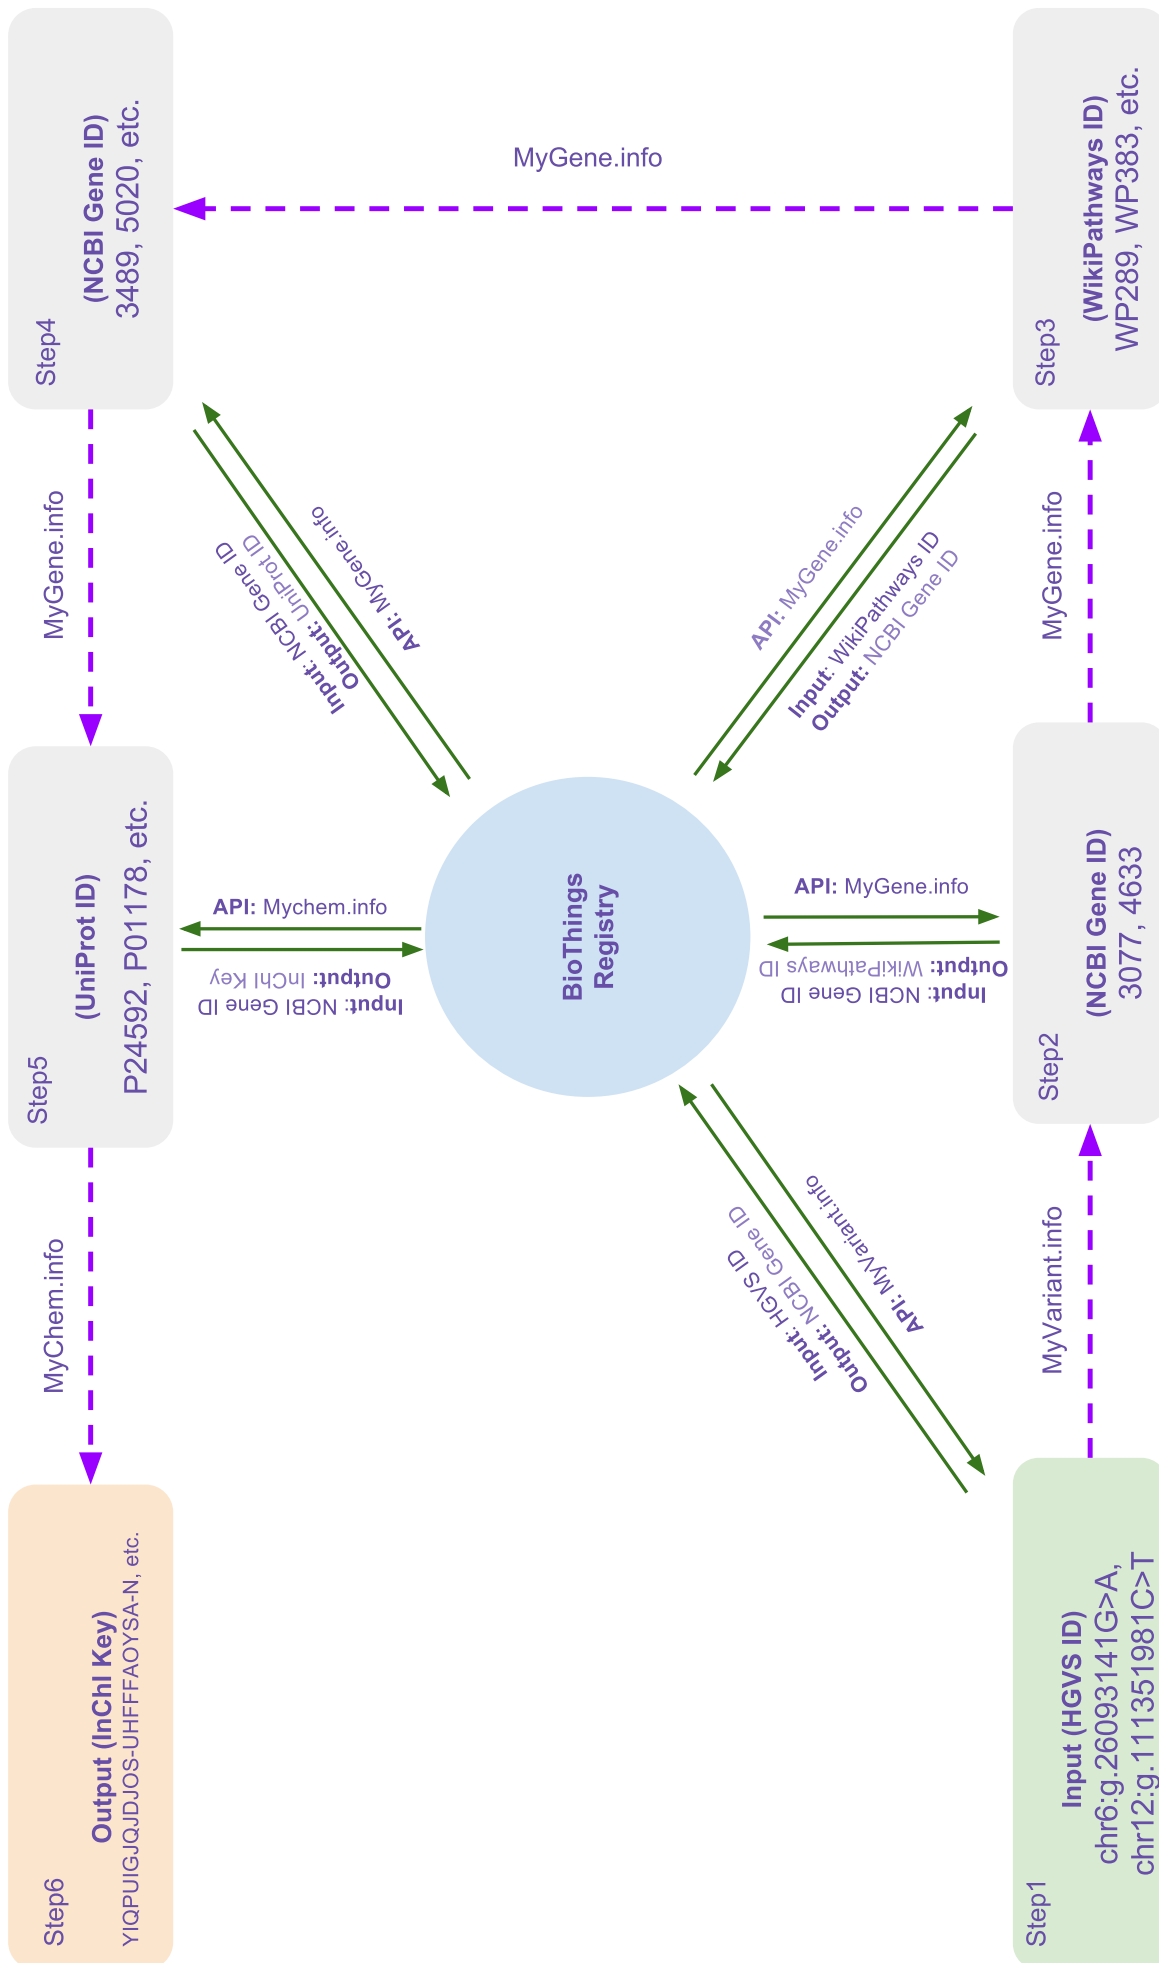 Step1
Input (HGVS ID)
chr6:g.26093141G>A,
chr12:g.111351981C>T
MyVariant.info
Input: HGVS ID
Output: NCBI Gene ID
API: MyVariant.info
Step2
(NCBI Gene ID)
3077, 4633
MyGene.info
Input: NCBI Gene ID
Output: WikiPathways ID
API: MyGene.info
Step3
(WikiPathways ID)
WP289, WP383, etc.
MyGene.info
Input: WikiPathways ID
Output: NCBI Gene ID
API: MyGene.info
Step4
(NCBI Gene ID)
3489, 5020, etc.
MyGene.info
Input: NCBI Gene ID
Output: UniProt ID
API: MyGene.info
Step5
(UniProt ID)
P24592, P01178, etc.
MyChem.info
Input: NCBI Gene ID
Output: InChI Key
API: Mychem.info
Step6
Output (InChI Key)
YIQPUIGJQJDJOS-UHFFFAOYSA-N, etc.
BioThings
Registry